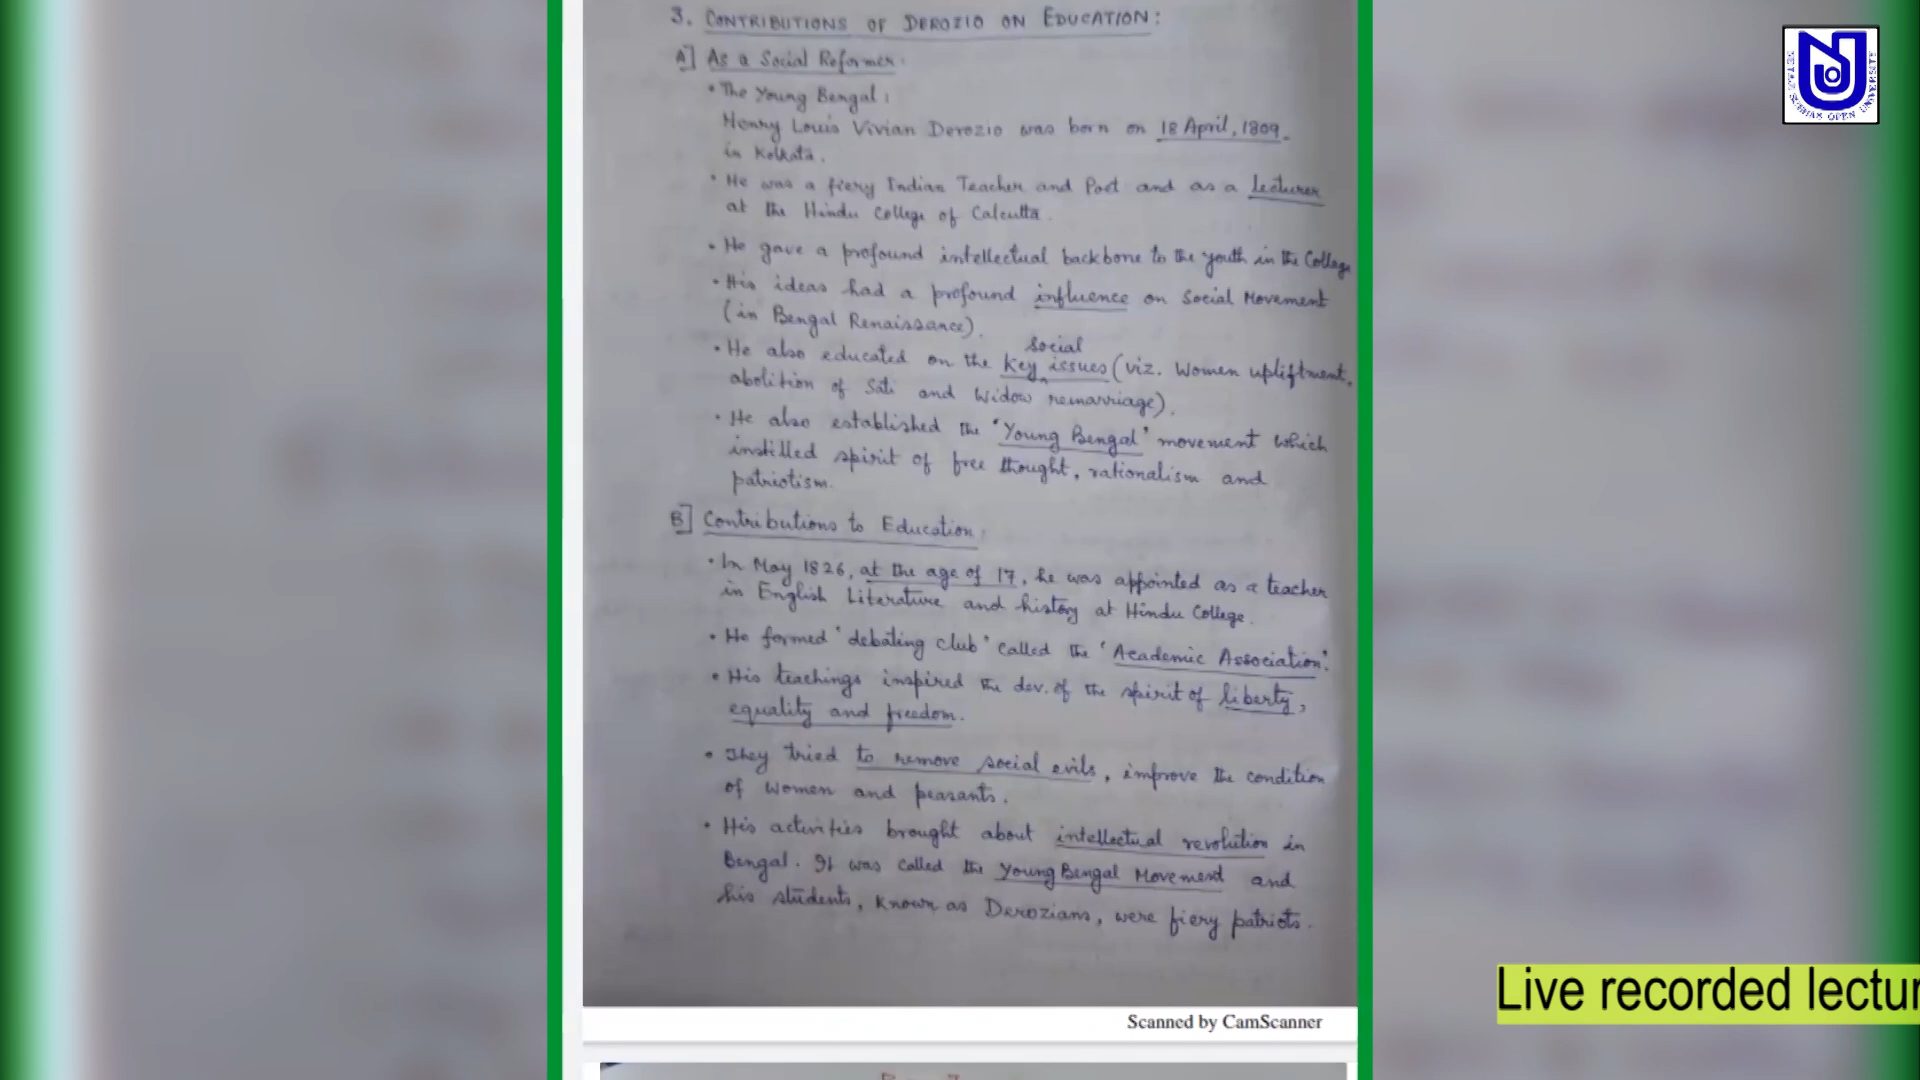 3. CONTRIBUTIONS OF DEROZIO ON EDUCATION:
A] As a Social Reformer.
• The Young Bengal:
Henry Louis Vivian Derozio was born on 18 April, 1809.
in Kolkata.
• He was a fiery Indian Teacher and Poet and as a lecturer
at the Hindu College of Calcutta.
• He gave a profound intellectual backbone to the youth in the College
• His ideas had a profound influence on Social Movement
(in Bengal Renaissance).
social
• He also educated on the key issues (viz. Women upliftment,
abolition of Sati and Widow remarriage).
• He also established the 'Young Bengal' movement which
instilled spirit of free thought, rationalism and
patriotism.
B] Contributions to Education:
• In May 1826, at the age of 17, he was appointed as a teacher
in English Literature and history at Hindu College.
• He formed 'debating club' called the 'Academic Association'.
• His teachings inspired the dev. of the spirit of liberty,
equality and freedom.
• They tried to remove social evils, improve the condition
of women and peasants.
• His activities brought about intellectual revolution in
Bengal. It was called the Young Bengal Movement and
his students, known as Derozians, were fiery patriots.
Scanned by CamScanner
Live recorded lectur